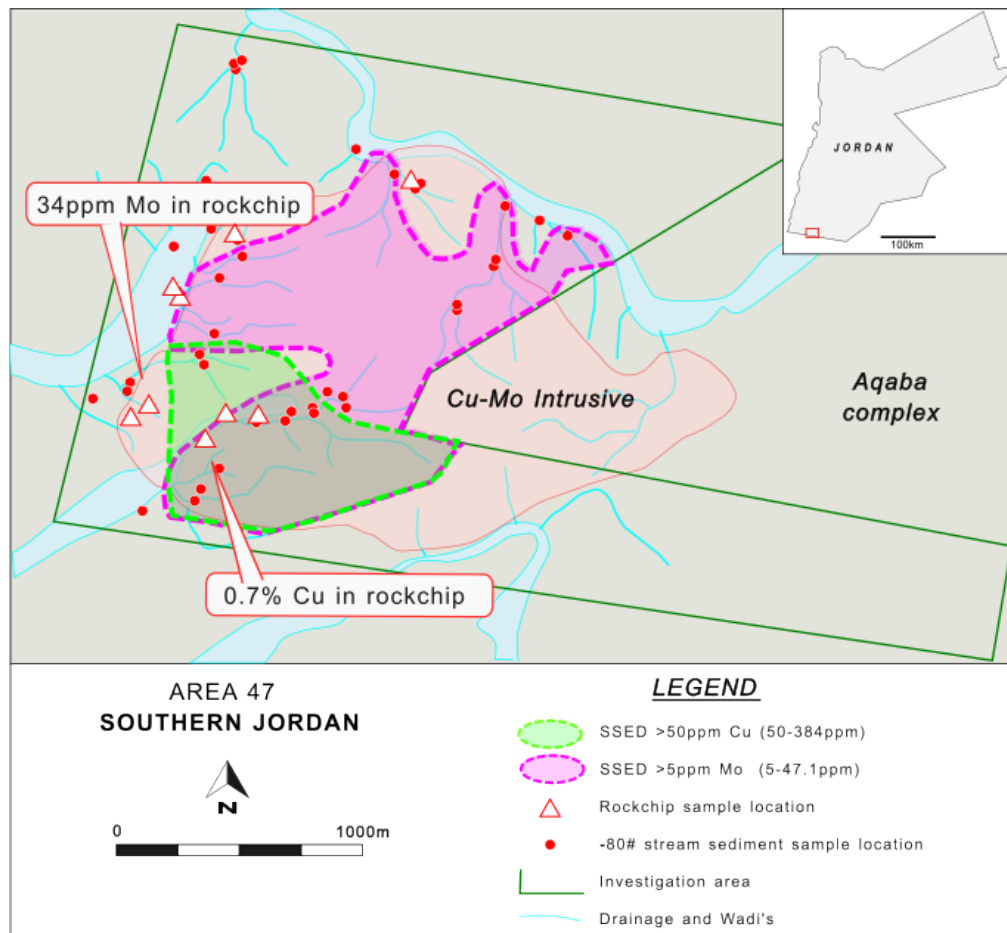 JORDAN
100km
34ppm Mo in rockchip
Cu-Mo Intrusive
Aqaba
complex
0.7% Cu in rockchip
AREA 47
SOUTHERN JORDAN
N
0
1000m
LEGEND
SSED >50ppm Cu (50-384ppm)
SSED >5ppm Mo (5-47.1ppm)
Rockchip sample location
-80# stream sediment sample location
Investigation area
Drainage and Wadi's